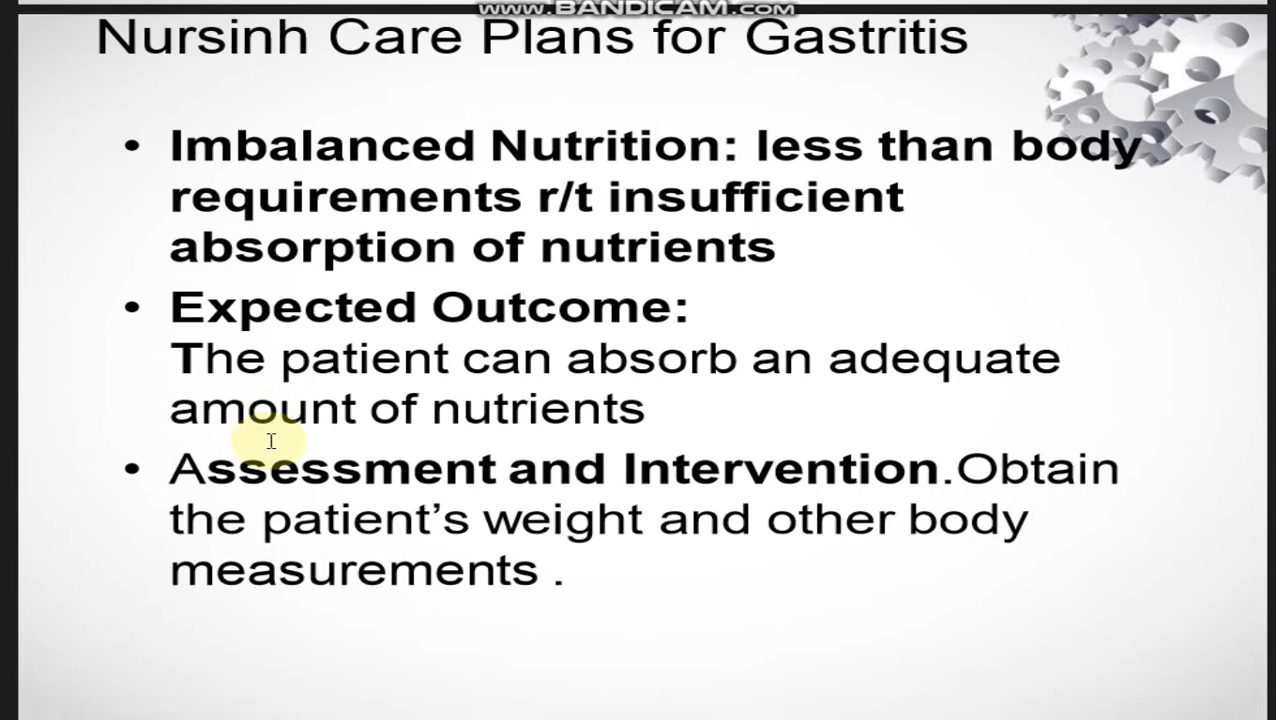 www.BANDICAM.com
Nursinh Care Plans for Gastritis
• Imbalanced Nutrition: less than body
requirements r/t insufficient
absorption of nutrients
• Expected Outcome:
The patient can absorb an adequate
amount of nutrients
• Assessment and Intervention.Obtain
the patient’s weight and other body
measurements .